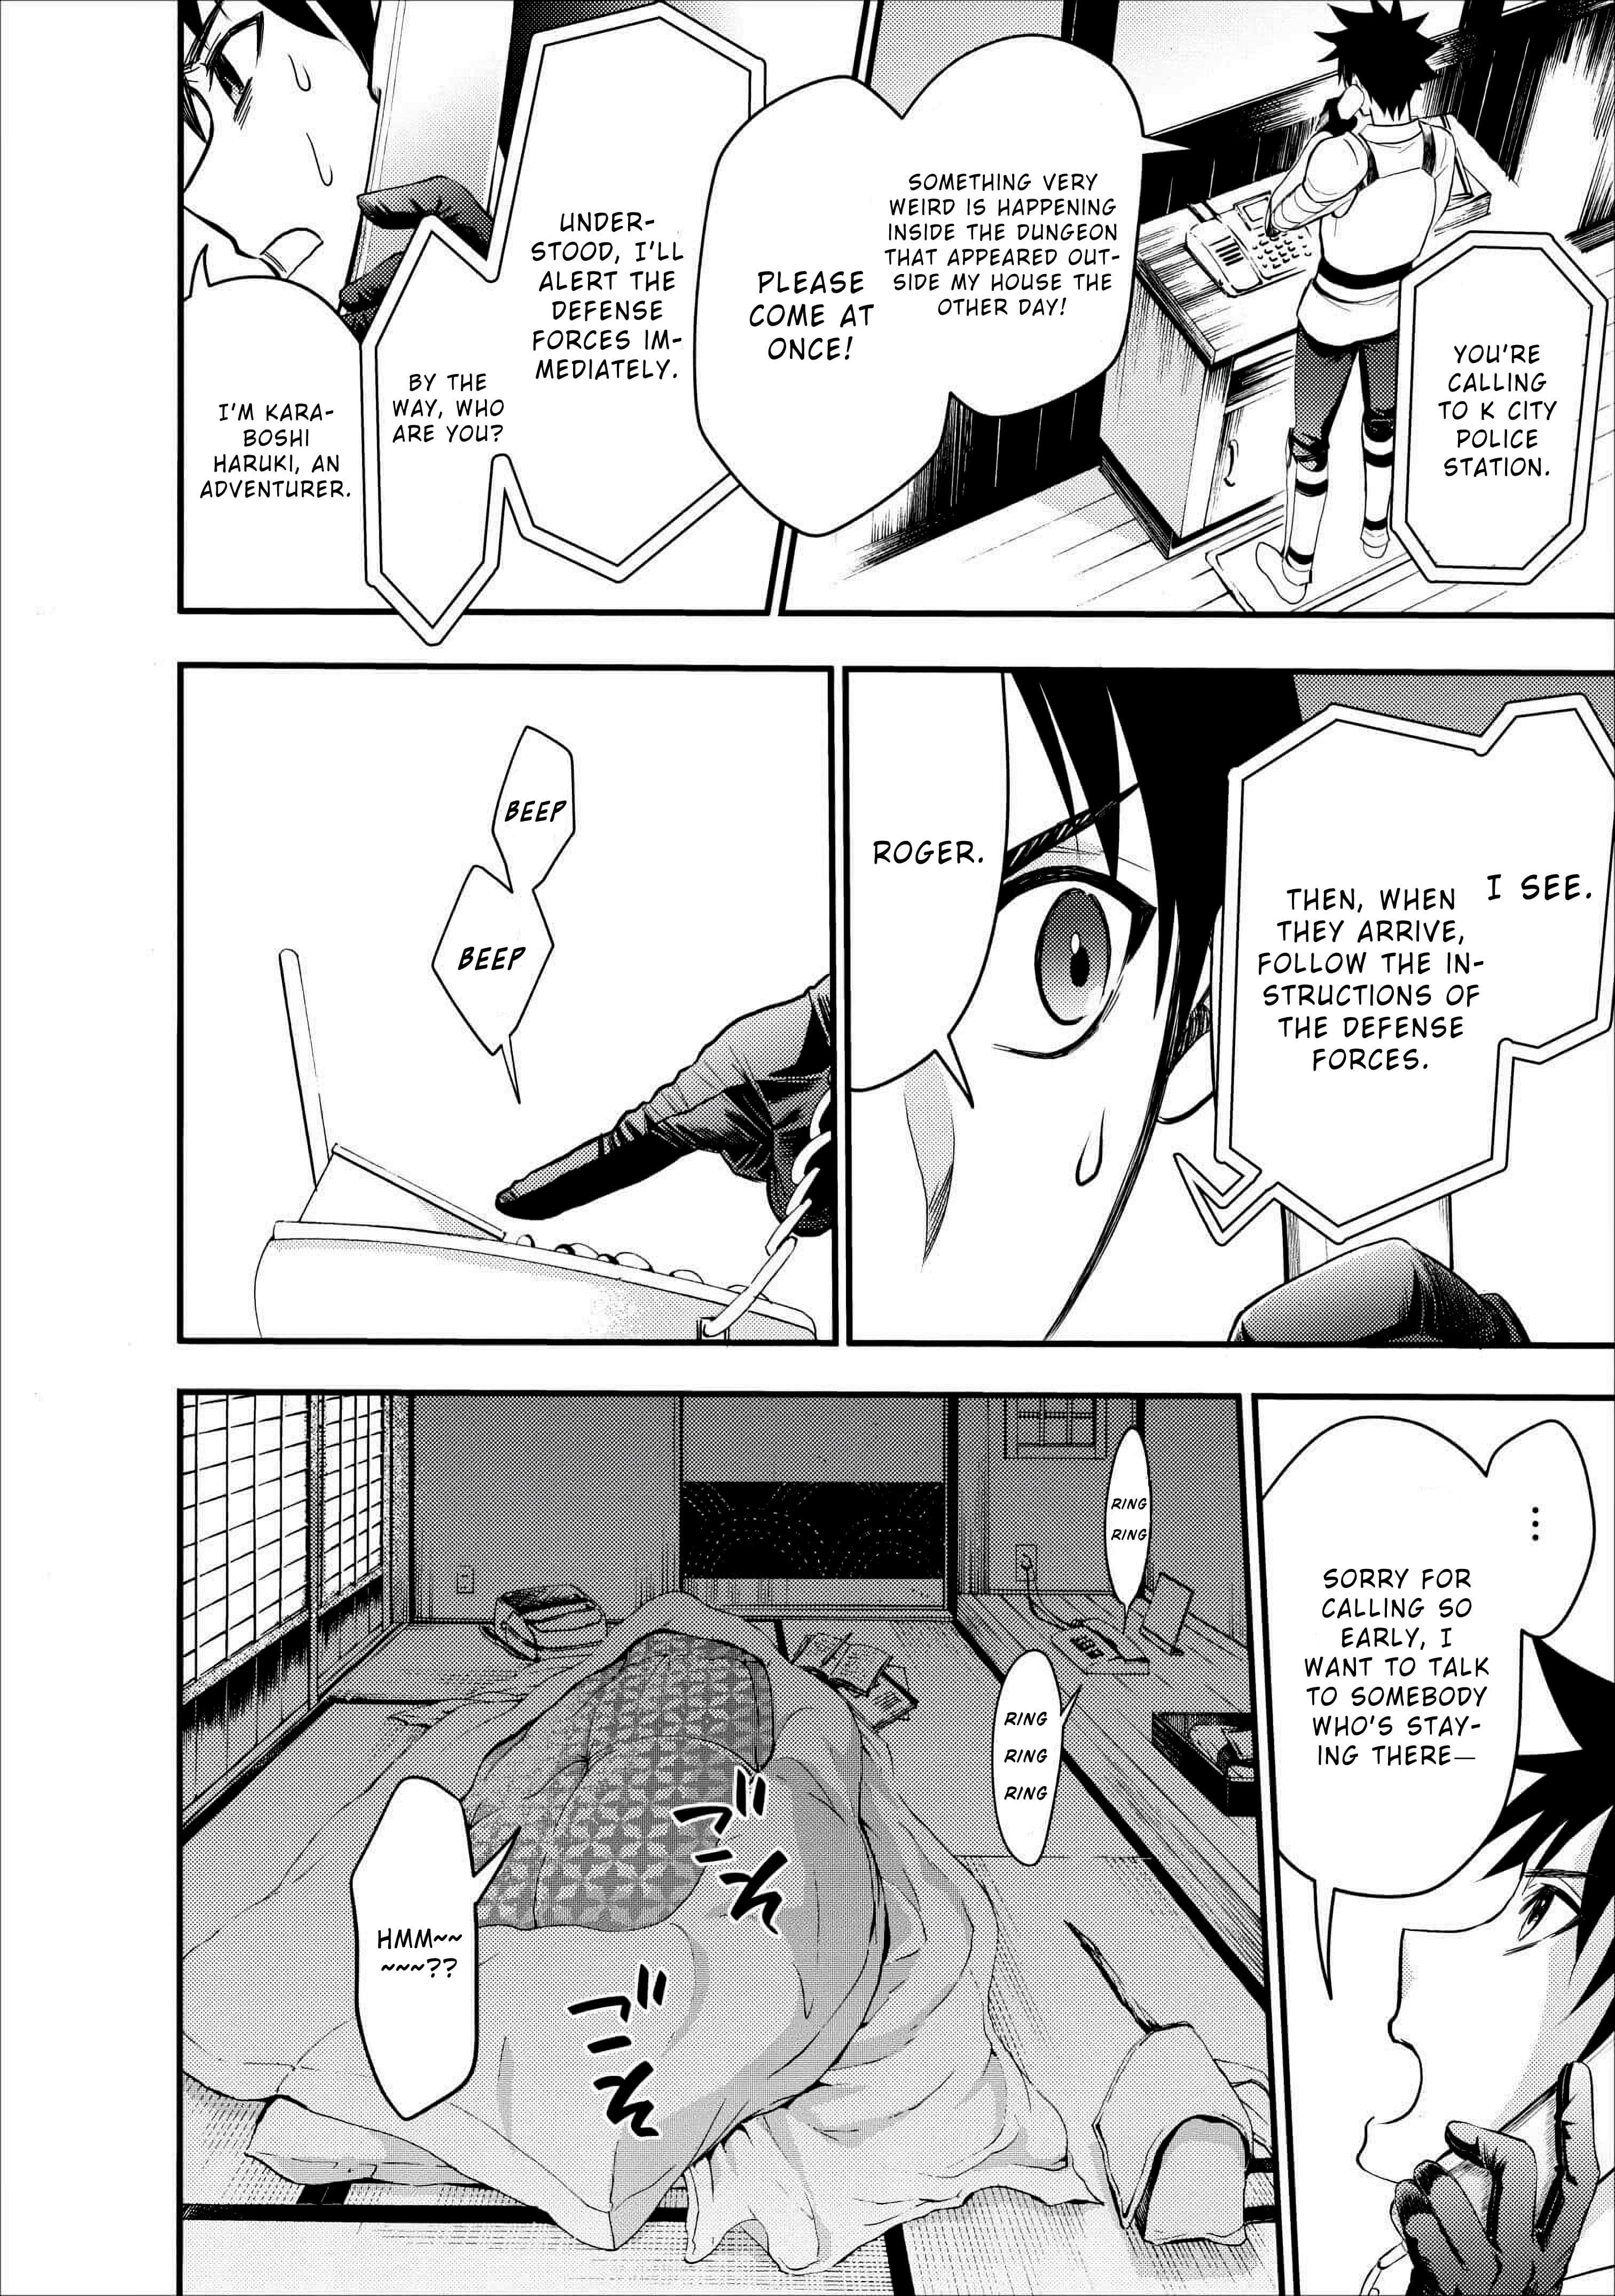 YOU'RE
CALLING
TO K CITY
POLICE
STATION.
SOMETHING VERY
WEIRD IS HAPPENING
INSIDE THE DUNGEON
THAT APPEARED OUT-
SIDE MY HOUSE THE
OTHER DAY!
PLEASE
COME AT
ONCE!
UNDER-
STOOD, I'LL
ALERT THE
DEFENSE
FORCES IM-
MEDIATELY.
BY THE
WAY, WHO
ARE YOU?
I'M KARA-
BOSHI
HARUKI, AN
ADVENTURER.
I SEE.
THEN, WHEN
THEY ARRIVE,
FOLLOW THE IN-
STRUCTIONS OF
THE DEFENSE
FORCES.
ROGER.
BEEP
BEEP
...
SORRY FOR
CALLING SO
EARLY, I
WANT TO TALK
TO SOMEBODY
WHO'S STAY-
ING THERE—
RING
RING
RING
RING
RING
HMM~~
~~~??
もぞ
もぞ